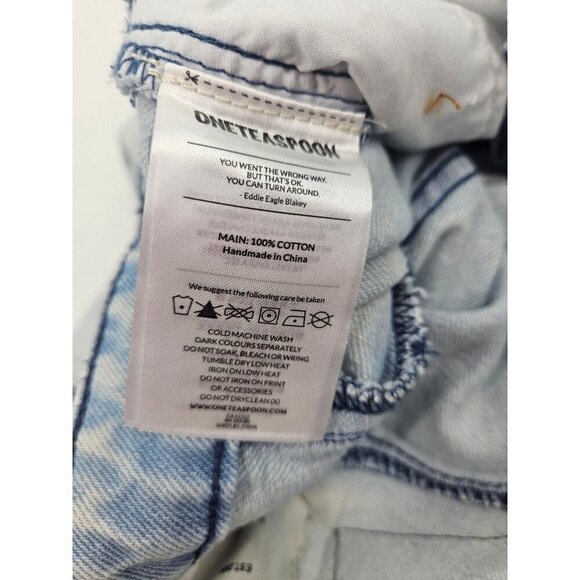 ONETEASPOON
YOU WENT THE WRONG WAY.
BUT THAT'S OK.
YOU CAN TURN AROUND.
- Eddie Eagle Blakey
MAIN: 100% COTTON
Handmade in China
We suggest the following care be taken
COLD MACHINE WASH
DARK COLOURS SEPARATELY
DO NOT SOAK, BLEACH OR WRING
TUMBLE DRY LOW HEAT
IRON ON LOW HEAT
DO NOT IRON ON PRINT
OR ACCESSORIES
DO NOT DRYCLEAN (X)
WWW.ONETEASPOON.COM